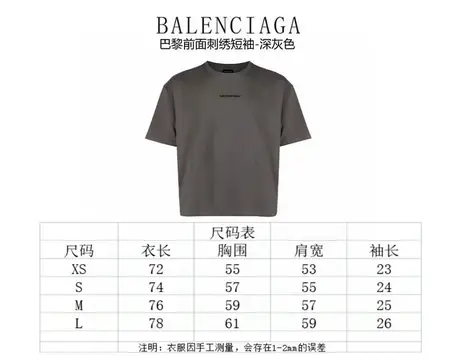 BALENCIAGA
巴黎前面刺绣短袖-深灰色
尺码表
尺码 衣长 胸围 肩宽 袖长
XS 72 55 53 23
S 74 57 55 24
M 76 59 57 25
L 78 61 59 26
注明：衣服因手工测量，会存在1-2mm的误差